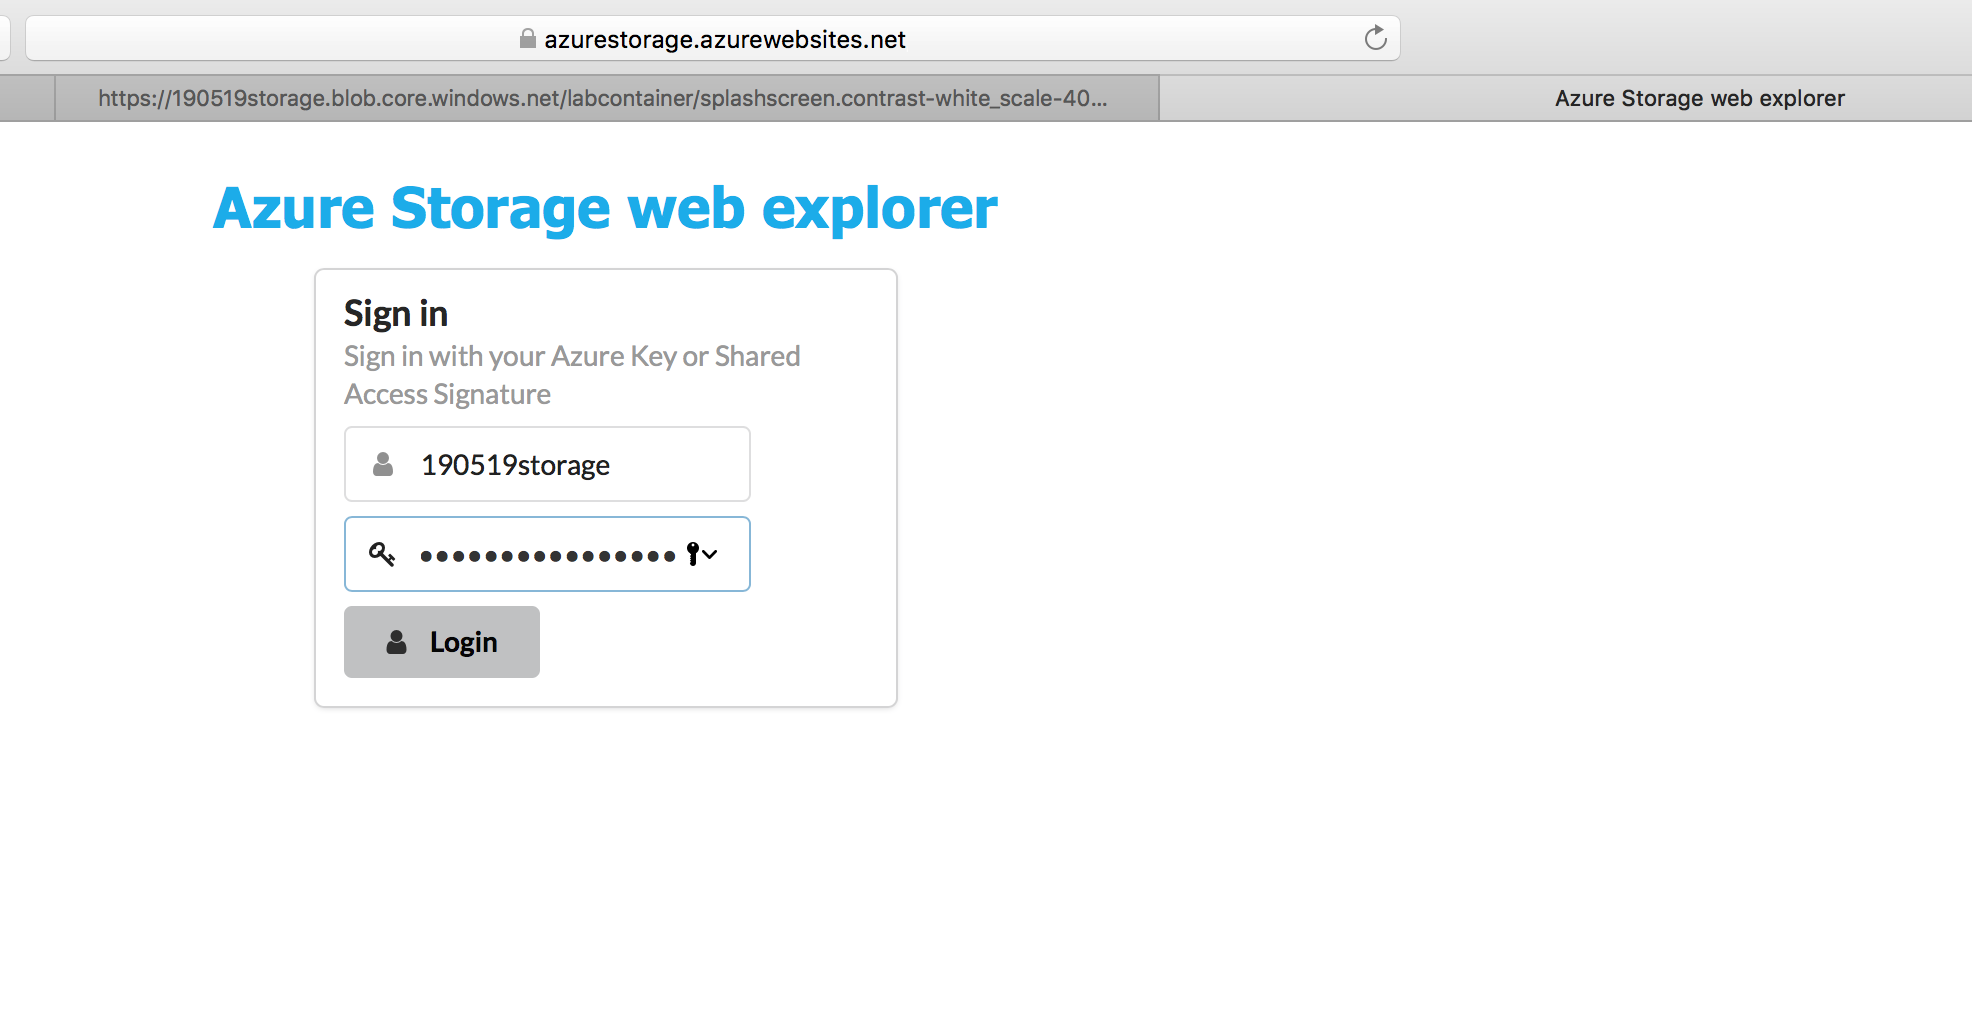 azurestorage.azurewebsites.net
https://190519storage.blob.core.windows.net/labcontainer/splashscreen.contrast-white_scale-40...
Azure Storage web explorer
Azure Storage web explorer
Sign in
Sign in with your Azure Key or Shared
Access Signature
190519storage
••••••••••••••••
Login